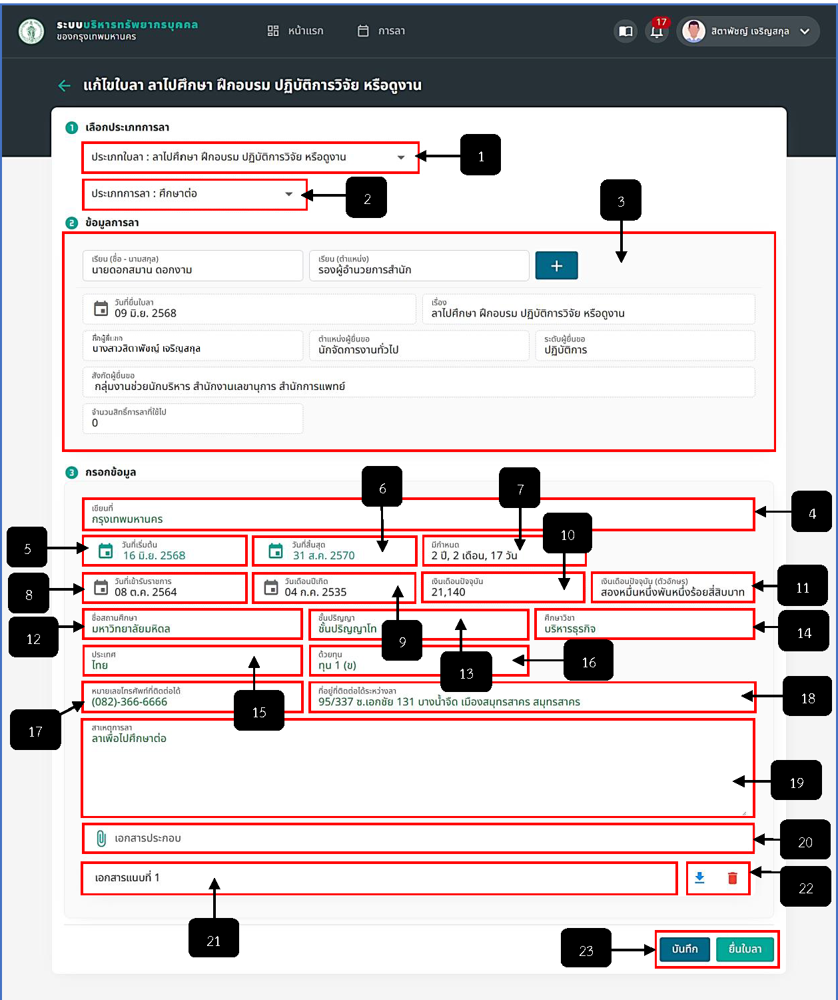 ระบบบริหารทรัพยากรบุคคล
ของกรุงเทพมหานคร
หน้าแรก
การลา
17
สิตาพัชญ์ เจริญสกุล
แก้ไขใบลา ลาไปศึกษา ฝึกอบรม ปฏิบัติการวิจัย หรือดูงาน
1 เลือกประเภทการลา
ประเภทใบลา : ลาไปศึกษา ฝึกอบรม ปฏิบัติการวิจัย หรือดูงาน
1
ประเภทการลา : ศึกษาต่อ
2
3
2 ข้อมูลการลา
เรียน (ชื่อ - นามสกุล)
นายดอกสมาน ดอกงาม
เรียน (ตำแหน่ง)
รองผู้อำนวยการสำนัก
+
วันที่ยื่นใบลา
09 มิ.ย. 2568
เรื่อง
ลาไปศึกษา ฝึกอบรม ปฏิบัติการวิจัย หรือดูงาน
ชื่อผู้ยื่นขอ
นางสาวสิตาพัชญ์ เจริญสกุล
ตำแหน่งผู้ยื่นขอ
นักจัดการงานทั่วไป
ระดับผู้ยื่นขอ
ปฏิบัติการ
สังกัดผู้ยื่นขอ
กลุ่มงานช่วยนักบริหาร สำนักงานเลขานุการ สำนักการแพทย์
จำนวนสิทธิ์การลาที่ใช้ไป
0
3 กรอกข้อมูล
6
7
เขียนที่
กรุงเทพมหานคร
4
5
วันที่เริ่มต้น
16 มิ.ย. 2568
วันที่สิ้นสุด
31 ส.ค. 2570
มีกำหนด
2 ปี, 2 เดือน, 17 วัน
10
8
วันที่เข้ารับราชการ
08 ต.ค. 2564
วันเดือนปีเกิด
04 ก.ค. 2535
เงินเดือนปัจจุบัน
21,140
เงินเดือนปัจจุบัน (ตัวอักษร)
สองหมื่นหนึ่งพันหนึ่งร้อยสี่สิบบาท
11
12
ชื่อสถานศึกษา
มหาวิทยาลัยมหิดล
ชั้นปริญญา
ชั้นปริญญาโท
9
13
ศึกษาวิชา
บริหารธุรกิจ
14
ประเทศ
ไทย
ด้วยทุน
ทุน 1 (ข)
16
หมายเลขโทรศัพท์ที่ติดต่อได้
(082)-366-6666
15
17
ที่อยู่ที่ติดต่อได้ระหว่างลา
95/337 ซ.เอกชัย 131 บางน้ำจืด เมืองสมุทรสาคร สมุทรสาคร
18
สาเหตุการลา
ลาเพื่อไปศึกษาต่อ
19
เอกสารประกอบ
20
เอกสารแนบที่ 1
22
21
23
บันทึก
ยื่นใบลา